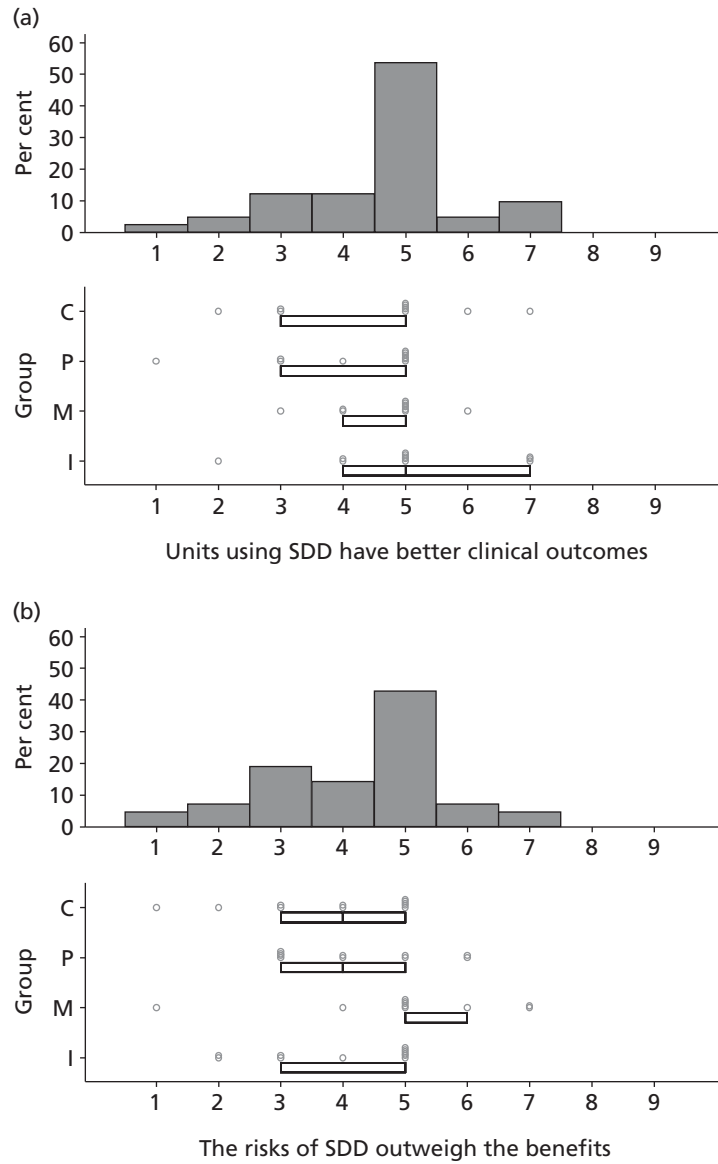 (a)
60
50
40
30
20
10
0
Per cent
1 2 3 4 5 6 7 8 9
C
P
M
I
Group
1 2 3 4 5 6 7 8 9
Units using SDD have better clinical outcomes
(b)
60
50
40
30
20
10
0
Per cent
1 2 3 4 5 6 7 8 9
C
P
M
I
Group
1 2 3 4 5 6 7 8 9
The risks of SDD outweigh the benefits